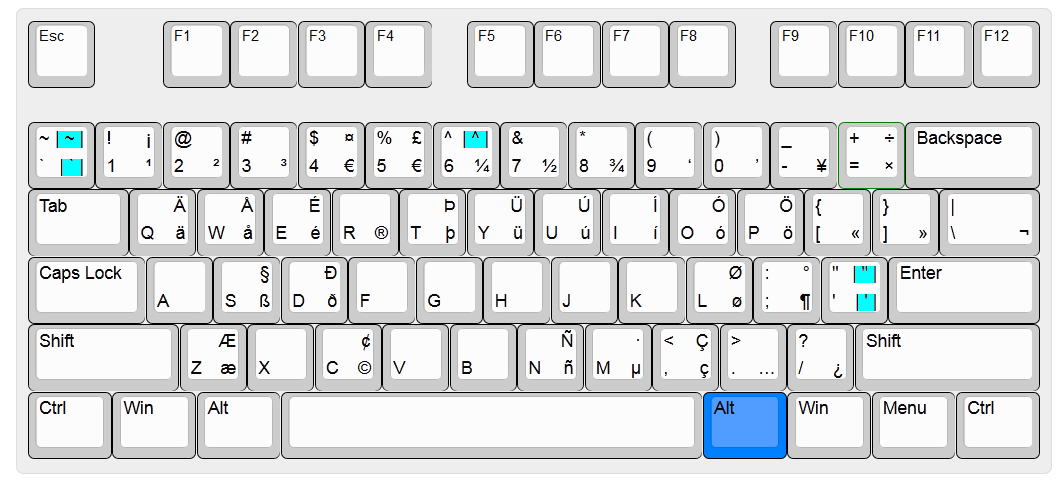 Esc F1 F2 F3 F4 F5 F6 F7 F8 F9 F10 F11 F12
~ ~ ! ¡ @ # $ ¤ % £ ^ ^ & * ( ) _ + ÷ Backspace
` ` 1 ¹ 2 ² 3 ³ 4 € 5 € 6 ¼ 7 ½ 8 ¾ 9 ‘ 0 ’ - ¥ = ×
Tab Ä Å É Þ Ü Ú Í Ó Ö { } |
Q ä W å E é R ® T þ Y ü U ú I í O ó P ö [ « ] » \ ¬
Caps Lock § Ð Ø : ° " " Enter
A S ß D ð F G H J K L ø ; ¶ ' '
Shift Æ ¢ Ñ · < Ç > ? Shift
Z æ X C © V B N ñ M µ , ç . … / ¿
Ctrl Win Alt Alt Win Menu Ctrl